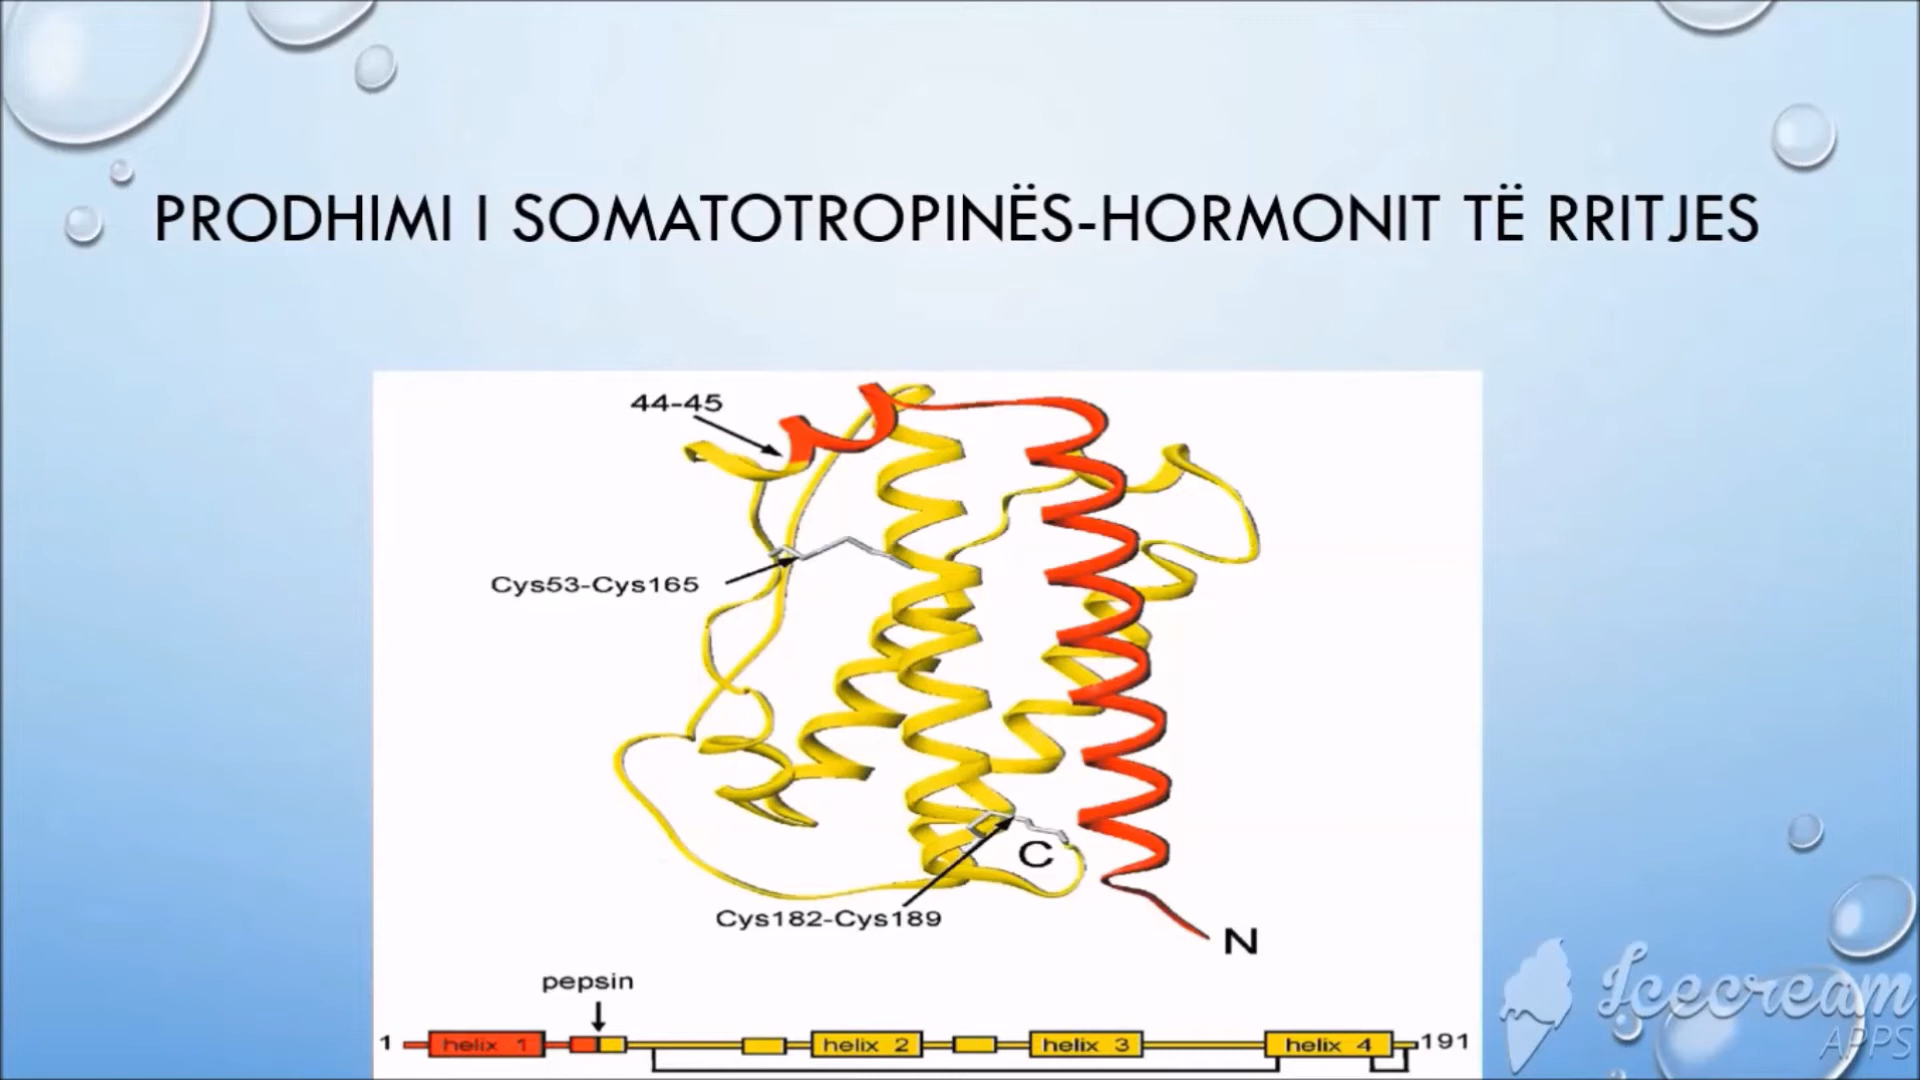 PRODHIMI I SOMATOTROPINËS-HORMONIT TË RRITJES
44-45
Cys53-Cys165
C
Cys182-Cys189
N
pepsin
1 helix 1 helix 2 helix 3 helix 4 191
Icecream
APPS